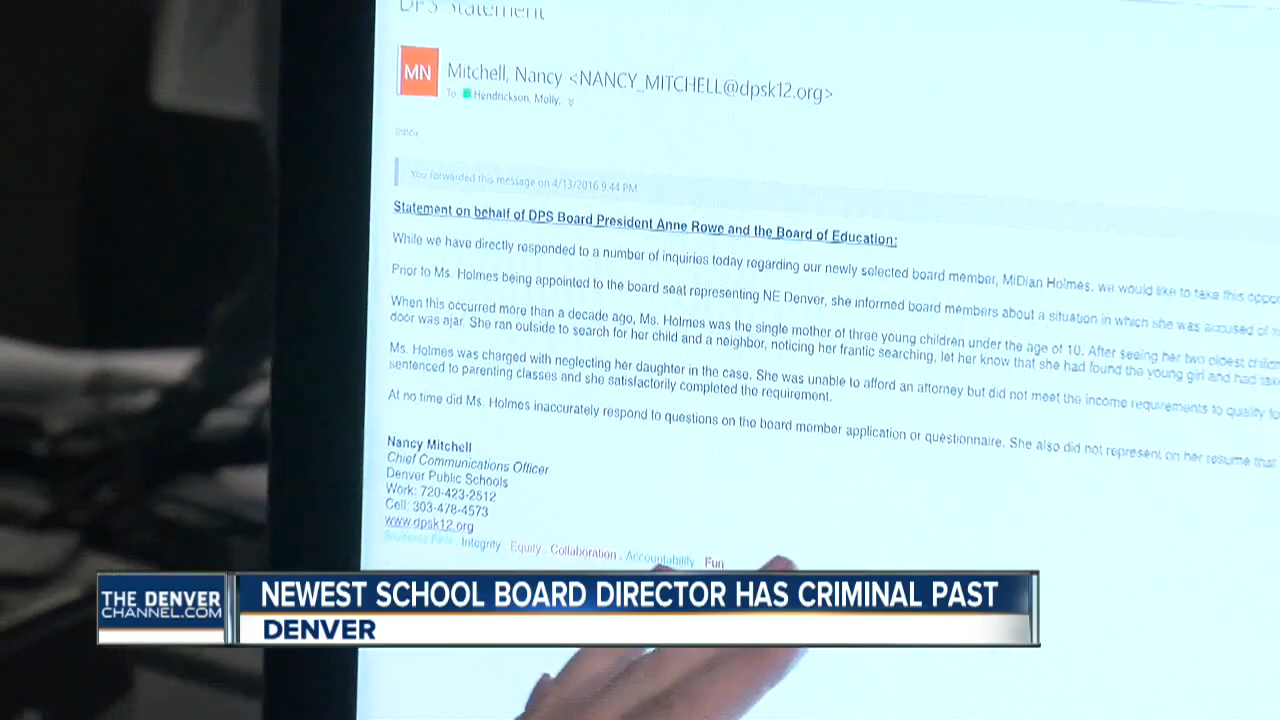 DPS Statement
MN
Mitchell, Nancy <NANCY_MITCHELL@dpsk12.org>
To Hendrickson, Molly,
Inbox
You forwarded this message on 4/13/2016 9:44 PM
Statement on behalf of DPS Board President Anne Rowe and the Board of Education:
While we have directly responded to a number of inquiries today regarding our newly selected board member, MiDian Holmes, we would like to take this
Prior to Ms. Holmes being appointed to the board seat representing NE Denver, she informed board members about a situation in which she was accused of
When this occurred more than a decade ago, Ms. Holmes was the single mother of three young children under the age of 10. After seeing her two oldest
door was ajar. She ran outside to search for her child and a neighbor, noticing her frantic searching, let her know that she had found the young girl and had
Ms. Holmes was charged with neglecting her daughter in the case. She was unable to afford an attorney but did not meet the income requirements to qualify
sentenced to parenting classes and she satisfactorily completed the requirement.
At no time did Ms. Holmes inaccurately respond to questions on the board member application or questionnaire. She also did not represent on her resume that
Nancy Mitchell
Chief Communications Officer
Denver Public Schools
Work: 720-423-2512
Cell: 303-478-4573
www.dpsk12.org
Students First . Integrity . Equity . Collaboration . Accountability . Fun
THE DENVER
CHANNEL.COM
NEWEST SCHOOL BOARD DIRECTOR HAS CRIMINAL PAST
DENVER